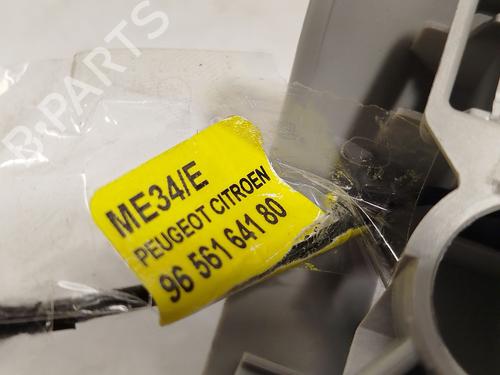 B-PARTS
ME34/E
PEUGEOT CITROEN
96 561 641 80